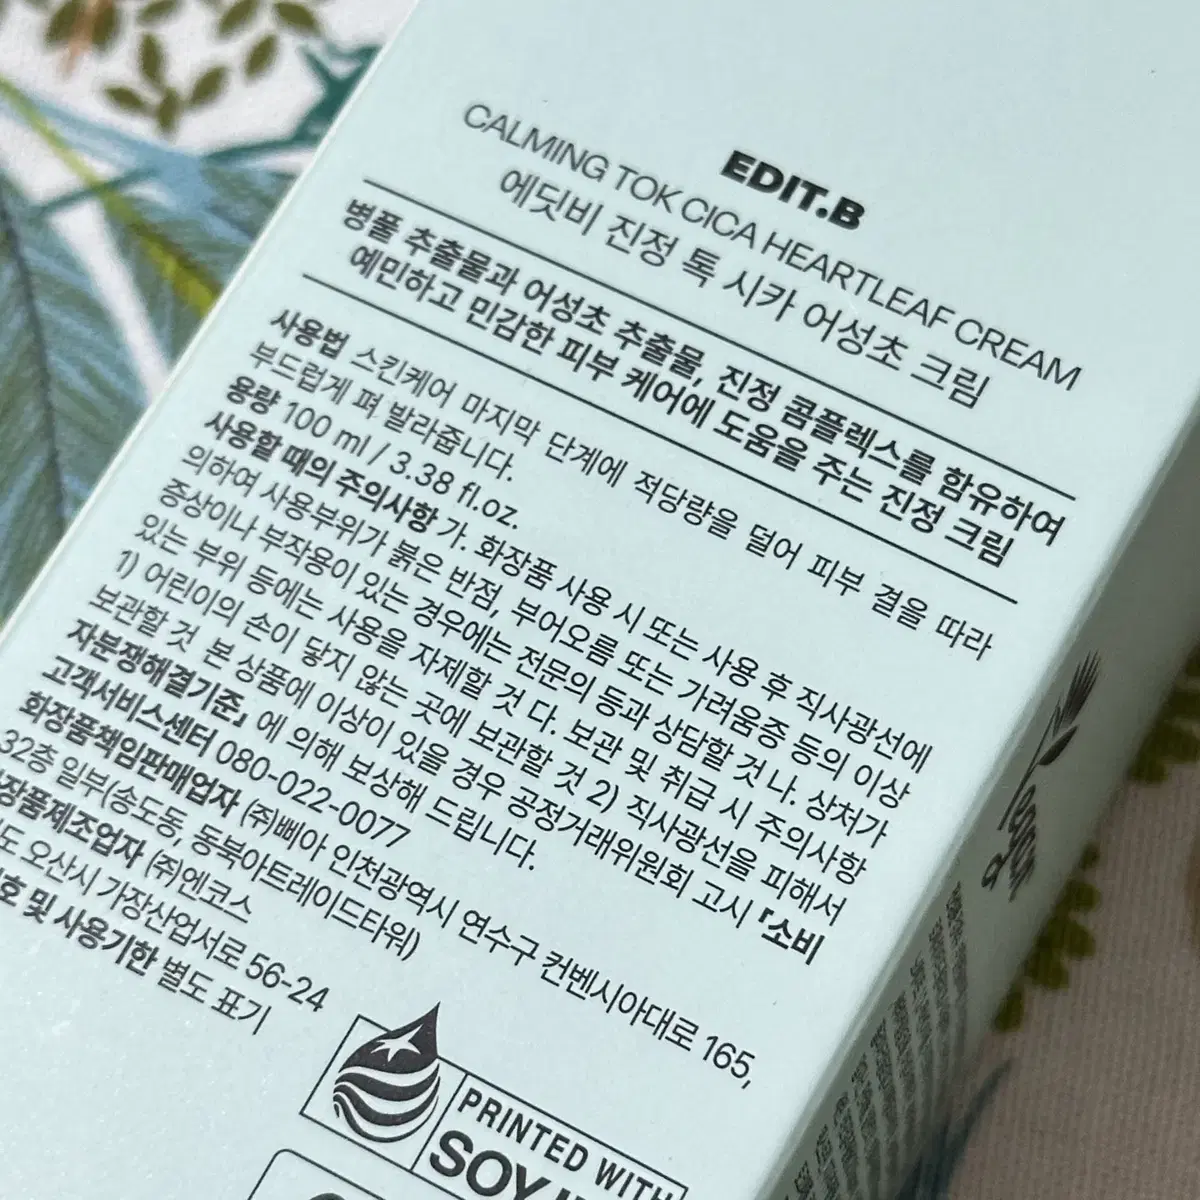 EDIT.B
CALMING TOK CICA HEARTLEAF CREAM
에딧비 진정 톡 시카 어성초 크림
병풀 추출물과 어성초 추출물, 진정 콤플렉스를 함유하여
예민하고 민감한 피부 케어에 도움을 주는 진정 크림
사용법 스킨케어 마지막 단계에 적당량을 덜어 피부 결을 따라
부드럽게 펴 발라줍니다.
용량 100 ml / 3.38 fl.oz.
사용할 때의 주의사항 가. 화장품 사용 시 또는 사용 후 직사광선에
의하여 사용부위가 붉은 반점, 부어오름 또는 가려움증 등의 이상
증상이나 부작용이 있는 경우에는 전문의 등과 상담할 것 나. 상처가
있는 부위 등에는 사용을 자제할 것 다. 보관 및 취급 시 주의사항
1) 어린이의 손이 닿지 않는 곳에 보관할 것 2) 직사광선을 피해서
보관할 것 본 상품에 이상이 있을 경우 공정거래위원회 고시 「소비
자분쟁해결기준」 에 의해 보상해 드립니다.
고객서비스센터 080-022-0077
화장품책임판매업자 (주)삐아 인천광역시 연수구 컨벤시아대로 165,
32층 일부(송도동, 동북아트레이드타워)
장품제조업자 (주)엔코스
도 오산시 가장산업서로 56-24
호 및 사용기한 별도 표기
PRINTED WITH
SOY
Vegan